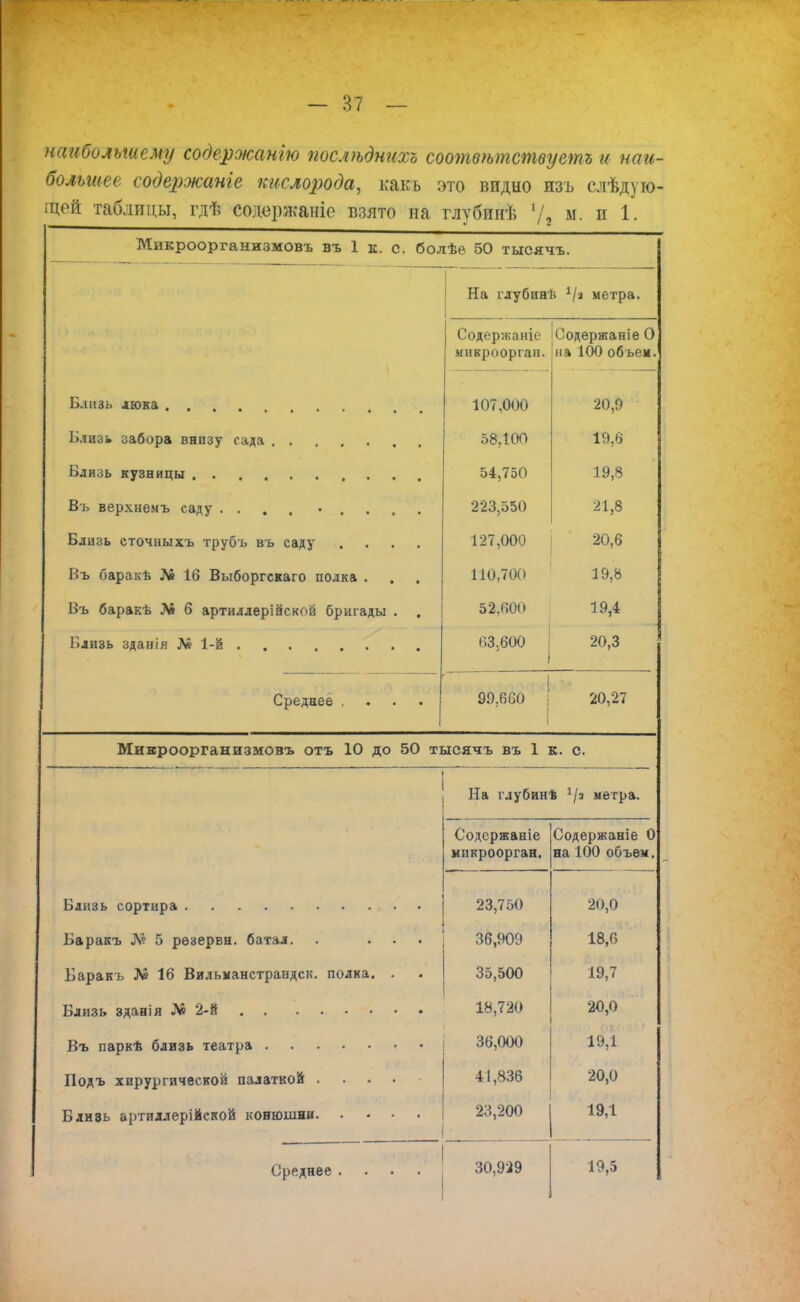 — 37 —
наибольшему содержанію послѣднихъ соотвѣтствуетъ и наи-
большее содержаніе кислорода, какъ это видно изъ слѣдую-
щей таблицы, гдѣ содержаніе взято на глубинѣ ½ м. и 1.
Микроорганизмовъ въ 1 к. с. болѣе 50 тысячъ.
На глубинѣ ½ метра.
Содержаніе микроорган. Содержаніе О на 100 объем.
Близь люка . . . . . . . . . . 107,000 20,9
Близь забора внизу сада . . . . . . . 58,100 19,6
Близь кузницы . . . . . . . . . . 54,750 19,8
Въ верхнемъ саду . . . . . . . . . 223,550 21,8
Близь сточныхъ трубъ въ саду . . . . 127,000 20,6
Въ баракѣ № 16 Выборгскаго полка . . . 110,700 19,8
Въ баракѣ № 6 артиллерійской бригады . . 52,600 19,4
Близь зданія № 1-й . . . . . . . . 63,600 20,3
Среднее . . . . 99,660 20,27
Микроорганизмовъ отъ 10 до 50 тысячъ въ 1 к. с.
На глубинѣ ½ метра.
Содержаніе микроорган. Содержаніе О на 100 объем.
Близь сортира . . . . . . . . . . 23,750 20,0
Баракъ № 5 резервн. батал. . . . . 36,909 18,6
Баракъ № 16 Вильманстрандск. полка. . . 35,500 19,7
Близь зданія № 2-й . . . . . . . . 18,720 20,0
Въ паркѣ близь театра . . . . . . . 36,000 19,1
Подъ хирургической палаткой . . . . 41,836 20,0
Близь артиллерійской конюшни. . . . . 23,200 19,1
Среднее . . . . 30,929 19,5